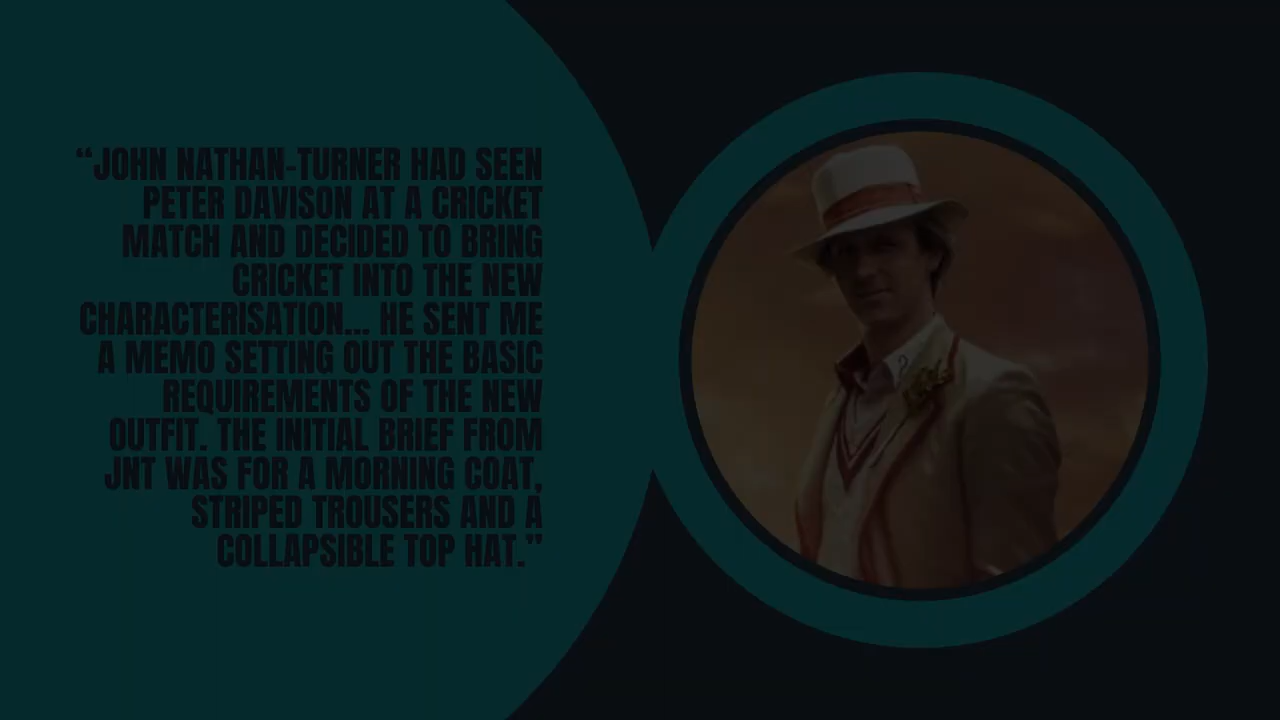 “JOHN NATHAN-TURNER HAD SEEN
PETER DAVISON AT A CRICKET
MATCH AND DECIDED TO BRING
CRICKET INTO THE NEW
CHARACTERISATION... HE SENT ME
A MEMO SETTING OUT THE BASIC
REQUIREMENTS OF THE NEW
OUTFIT. THE INITIAL BRIEF FROM
JNT WAS FOR A MORNING COAT,
STRIPED TROUSERS AND A
COLLAPSIBLE TOP HAT.”